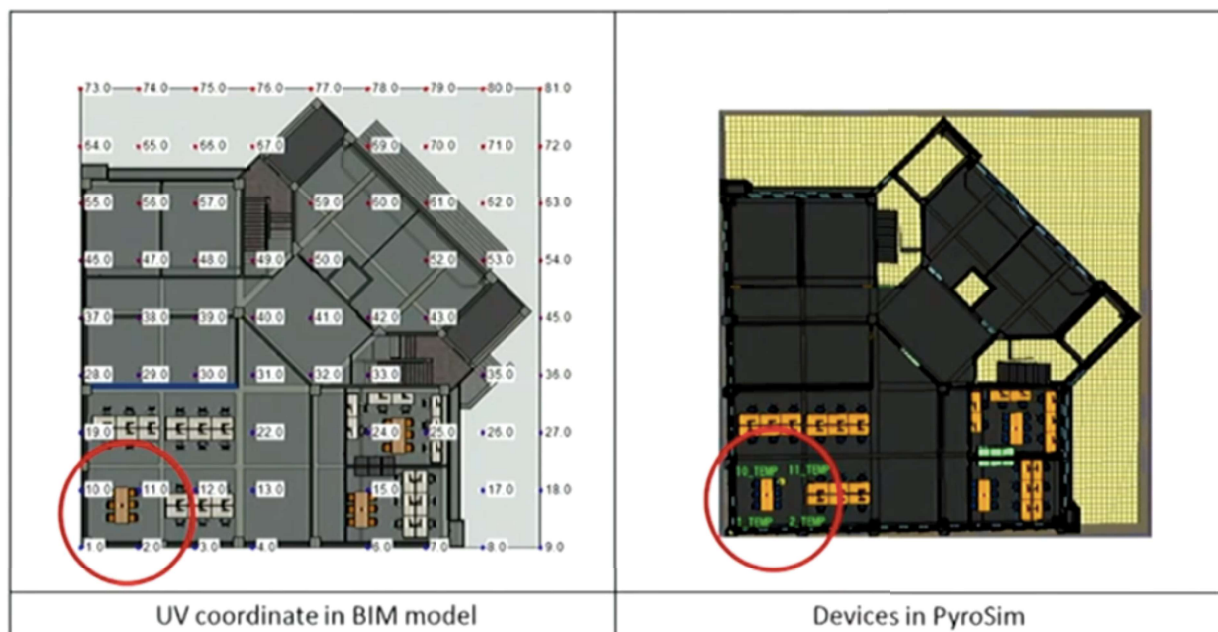 73.0 74.0 75.0 76.0 77.0 78.0 79.0 80.0 81.0
64.0 65.0 66.0 67.0 69.0 70.0 71.0 72.0
55.0 56.0 57.0 59.0 60.0 61.0 62.0 63.0
46.0 47.0 48.0 49.0 50.0 52.0 53.0 54.0
37.0 38.0 39.0 40.0 41.0 42.0 43.0 45.0
28.0 29.0 30.0 31.0 32.0 33.0 35.0 36.0
19.0 22.0 24.0 25.0 26.0 27.0
10.0 11.0 12.0 13.0 15.0 17.0 18.0
1.0 2.0 3.0 4.0 6.0 7.0 8.0 9.0
UV coordinate in BIM model
10_TEMP 11_TEMP
1_TEMP 2_TEMP
Devices in PyroSim